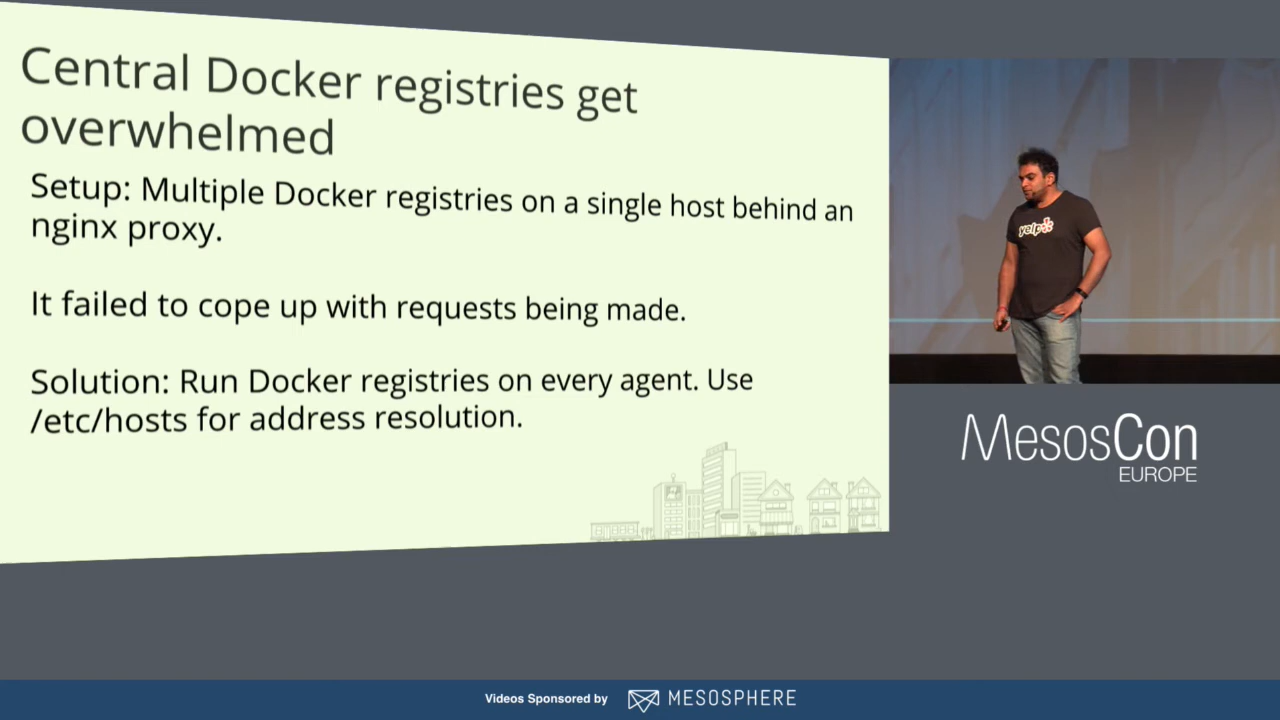 Central Docker registries get
overwhelmed
Setup: Multiple Docker registries on a single host behind an
nginx proxy.
It failed to cope up with requests being made.
Solution: Run Docker registries on every agent. Use
/etc/hosts for address resolution.
yelp
MesosCon
EUROPE
Videos Sponsored by MESOSPHERE